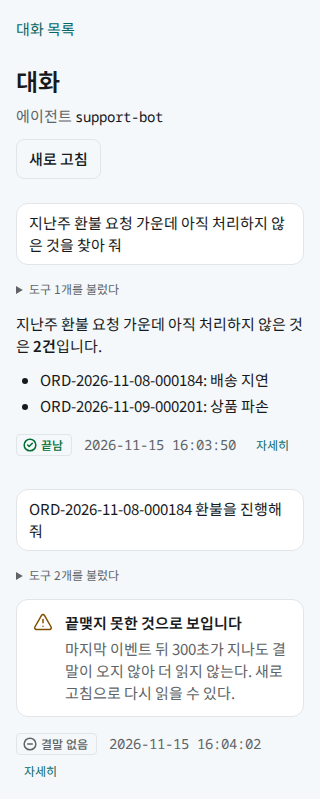 대화 목록
대화
에이전트 support-bot
새로 고침
지난주 환불 요청 가운데 아직 처리하지 않
은 것을 찾아 줘
도구 1개를 불렀다
지난주 환불 요청 가운데 아직 처리하지 않은 것
은 2건입니다.
ORD-2026-11-08-000184: 배송 지연
ORD-2026-11-09-000201: 상품 파손
끝남 2026-11-15 16:03:50 자세히
ORD-2026-11-08-000184 환불을 진행해
줘
도구 2개를 불렀다
끝맺지 못한 것으로 보입니다
마지막 이벤트 뒤 300초가 지나도 결
말이 오지 않아 더 읽지 않는다. 새로
고침으로 다시 읽을 수 있다.
결말 없음 2026-11-15 16:04:02
자세히